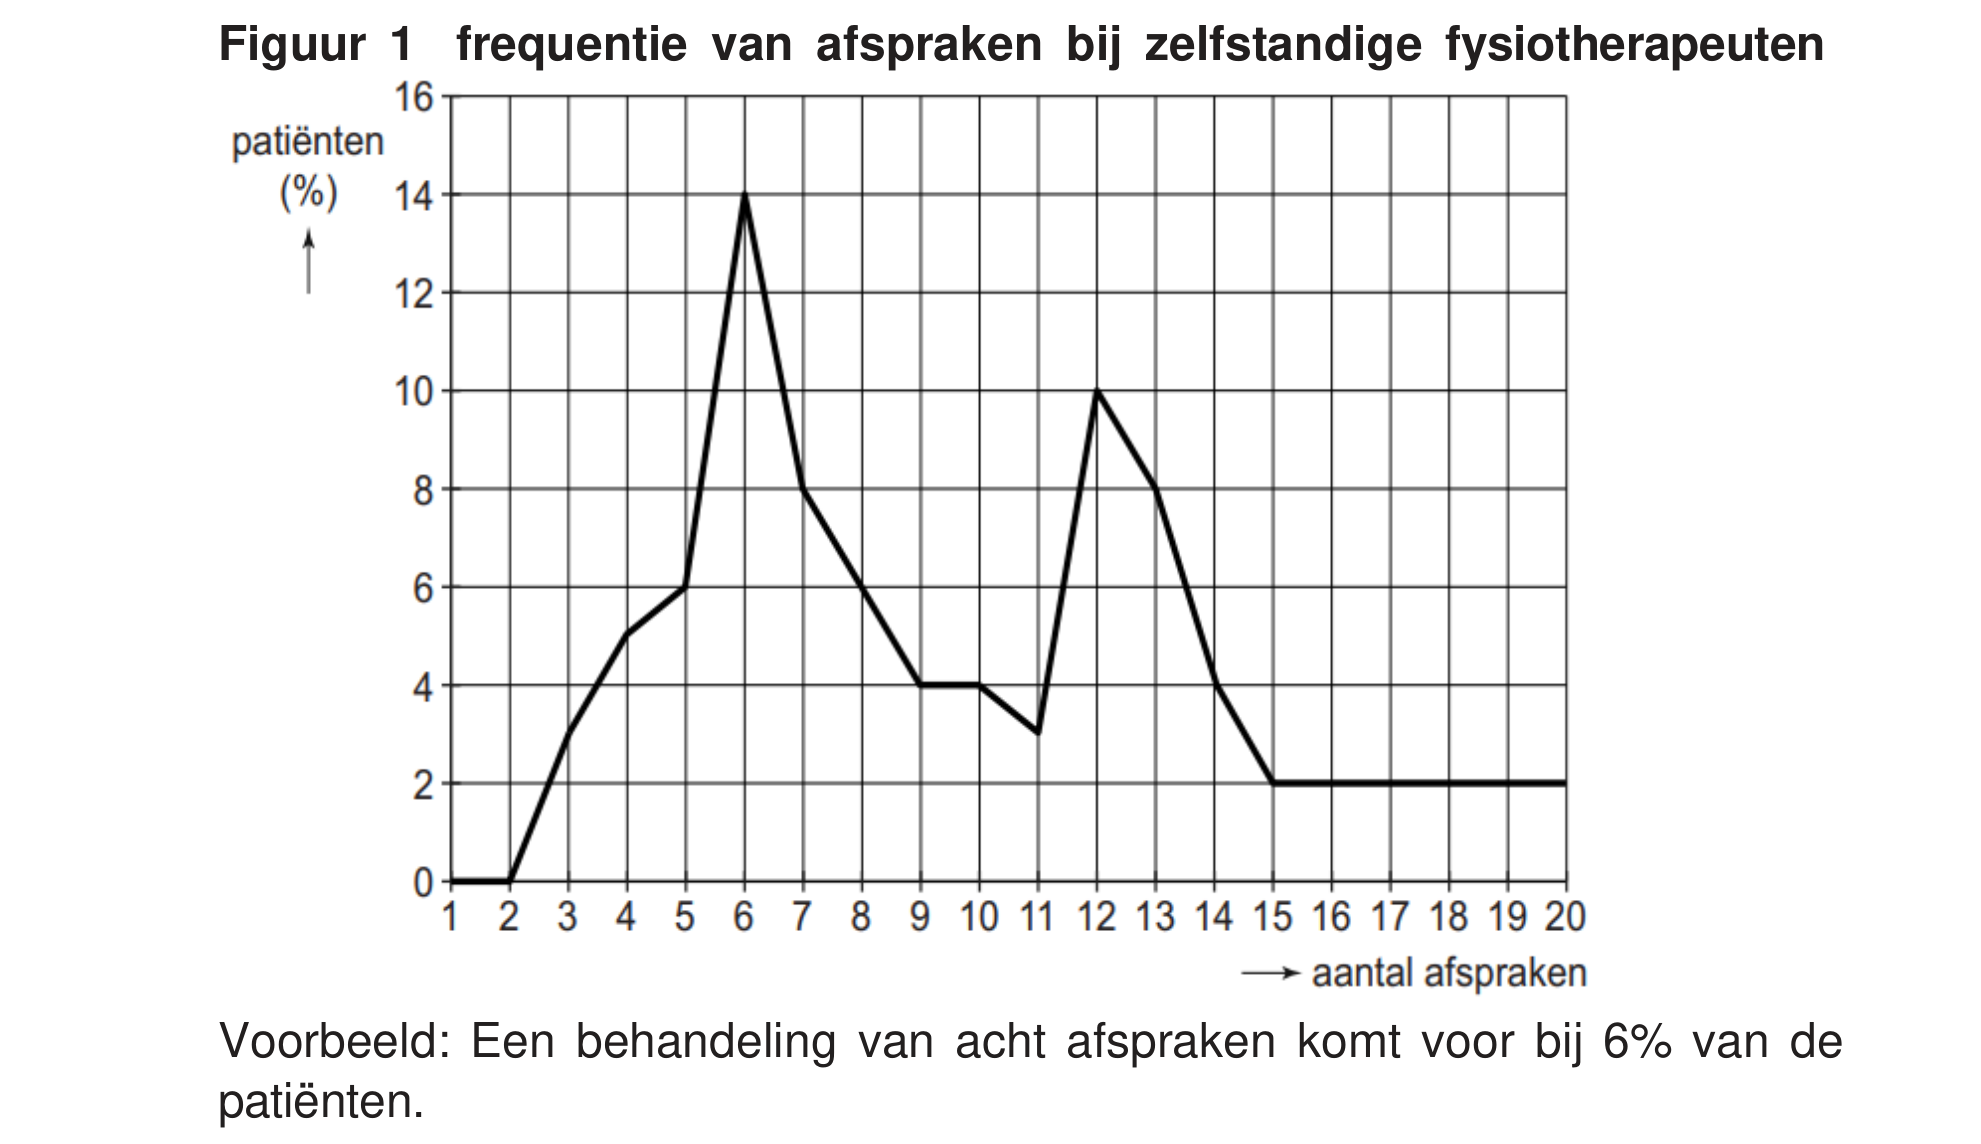 Figuur 1 frequentie van afspraken bij zelfstandige fysiotherapeuten
patiënten
(%)
16
14
12
10
8
6
4
2
0
1 2 3 4 5 6 7 8 9 10 11 12 13 14 15 16 17 18 19 20
aantal afspraken
Voorbeeld: Een behandeling van acht afspraken komt voor bij 6% van de
patiënten.